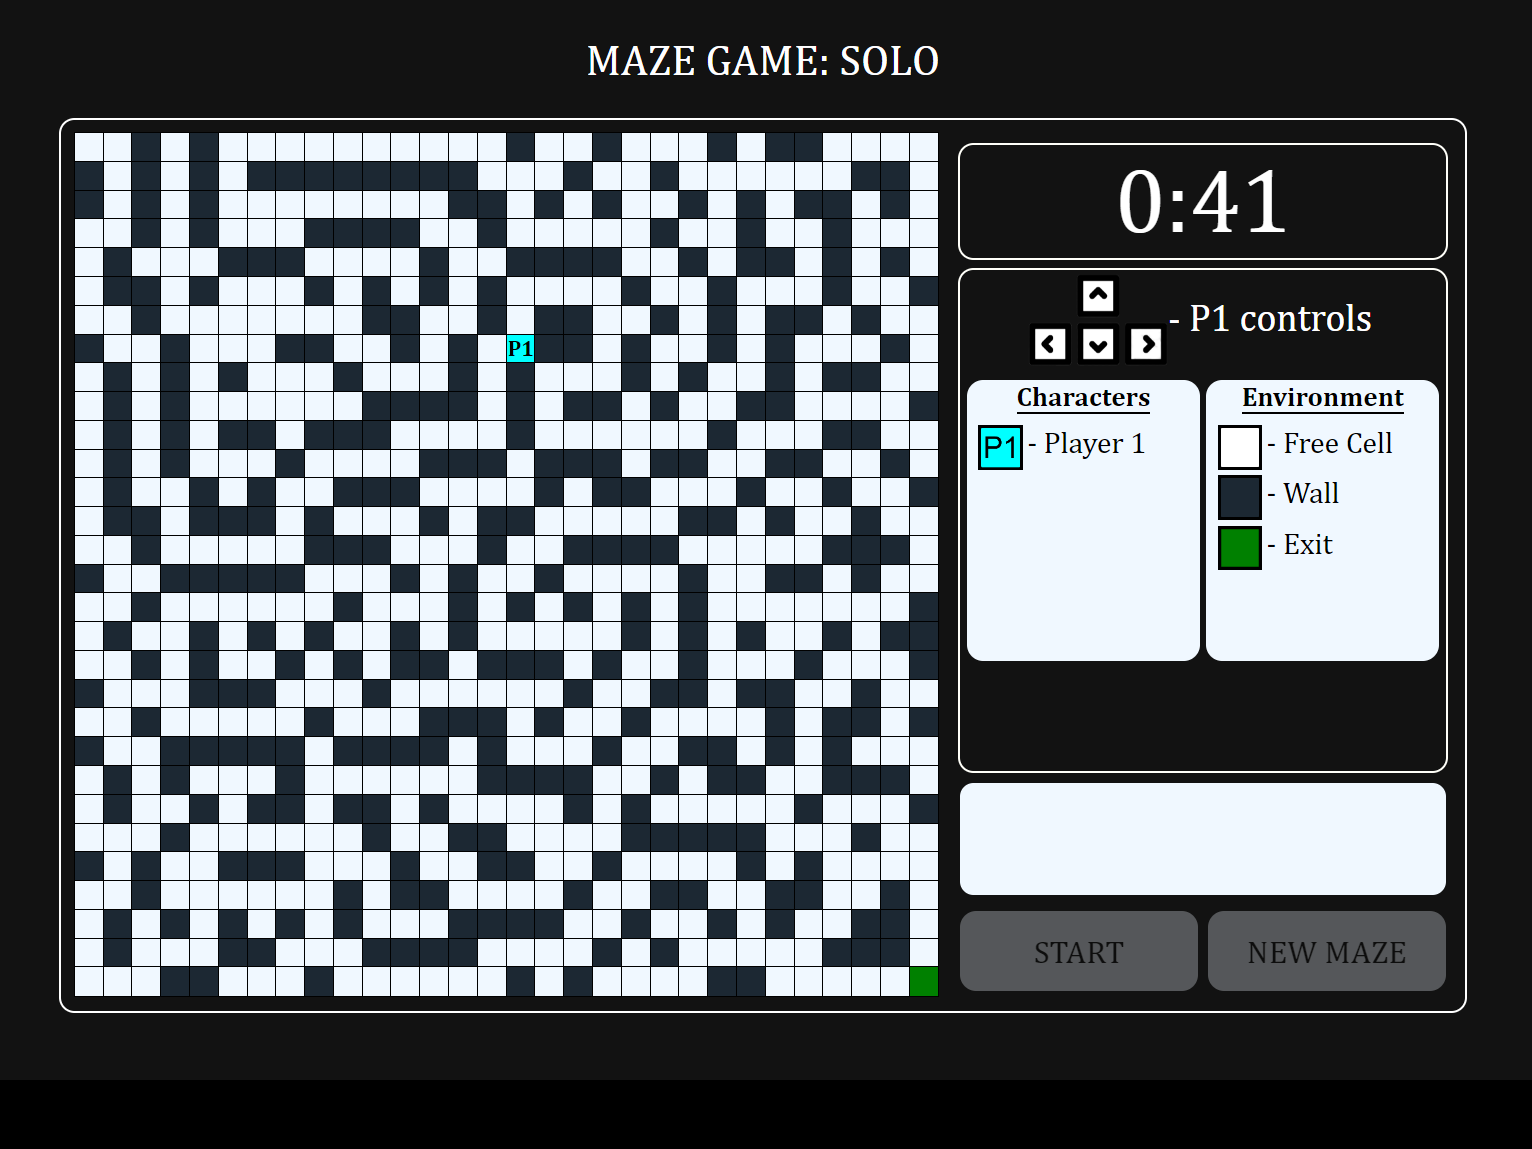 MAZE GAME: SOLO
0:41
- P1 controls
P1
Characters
P1 - Player 1
Environment
- Free Cell
- Wall
- Exit
START
NEW MAZE